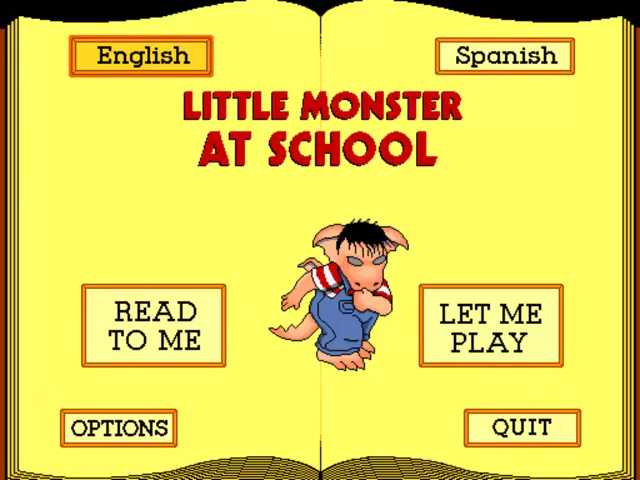 English
Spanish
LITTLE MONSTER
AT SCHOOL
READ
TO ME
LET ME
PLAY
OPTIONS
QUIT